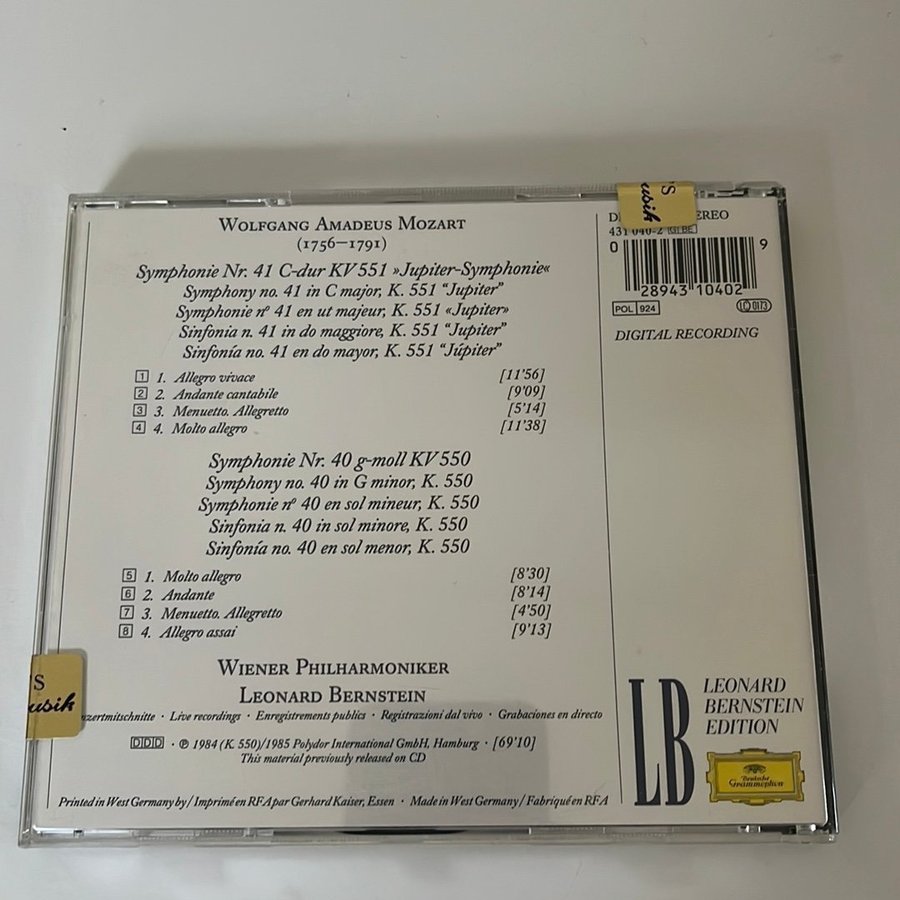 WOLFGANG AMADEUS MOZART
(1756–1791)
Symphonie Nr. 41 C-dur KV 551 »Jupiter-Symphonie«
Symphony no. 41 in C major, K. 551 “Jupiter”
Symphonie nº 41 en ut majeur, K. 551 «Jupiter»
Sinfonia n. 41 in do maggiore, K. 551 “Jupiter”
Sinfonía no. 41 en do mayor, K. 551 “Júpiter”
1 1. Allegro vivace [11'56]
2 2. Andante cantabile [9'09]
3 3. Menuetto. Allegretto [5'14]
4 4. Molto allegro [11'38]
Symphonie Nr. 40 g-moll KV 550
Symphony no. 40 in G minor, K. 550
Symphonie nº 40 en sol mineur, K. 550
Sinfonia n. 40 in sol minore, K. 550
Sinfonía no. 40 en sol menor, K. 550
5 1. Molto allegro [8'30]
6 2. Andante [8'14]
7 3. Menuetto. Allegretto [4'50]
8 4. Allegro assai [9'13]
WIENER PHILHARMONIKER
LEONARD BERNSTEIN
nzertmitschnitte · Live recordings · Enregistrements publics · Registrazioni dal vivo · Grabaciones en directo
DDD · ℗ 1984 (K. 550)/1985 Polydor International GmbH, Hamburg · [69'10]
This material previously released on CD
Printed in West Germany by / Imprimé en RFA par Gerhard Kaiser, Essen · Made in West Germany / Fabriqué en RFA
'S
usik
'S
usik
EREO
431 040-2 GH BE
0 28943 10402 9
POL 924
LC 0173
DIGITAL RECORDING
LB
LEONARD
BERNSTEIN
EDITION
Deutsche
Grammophon